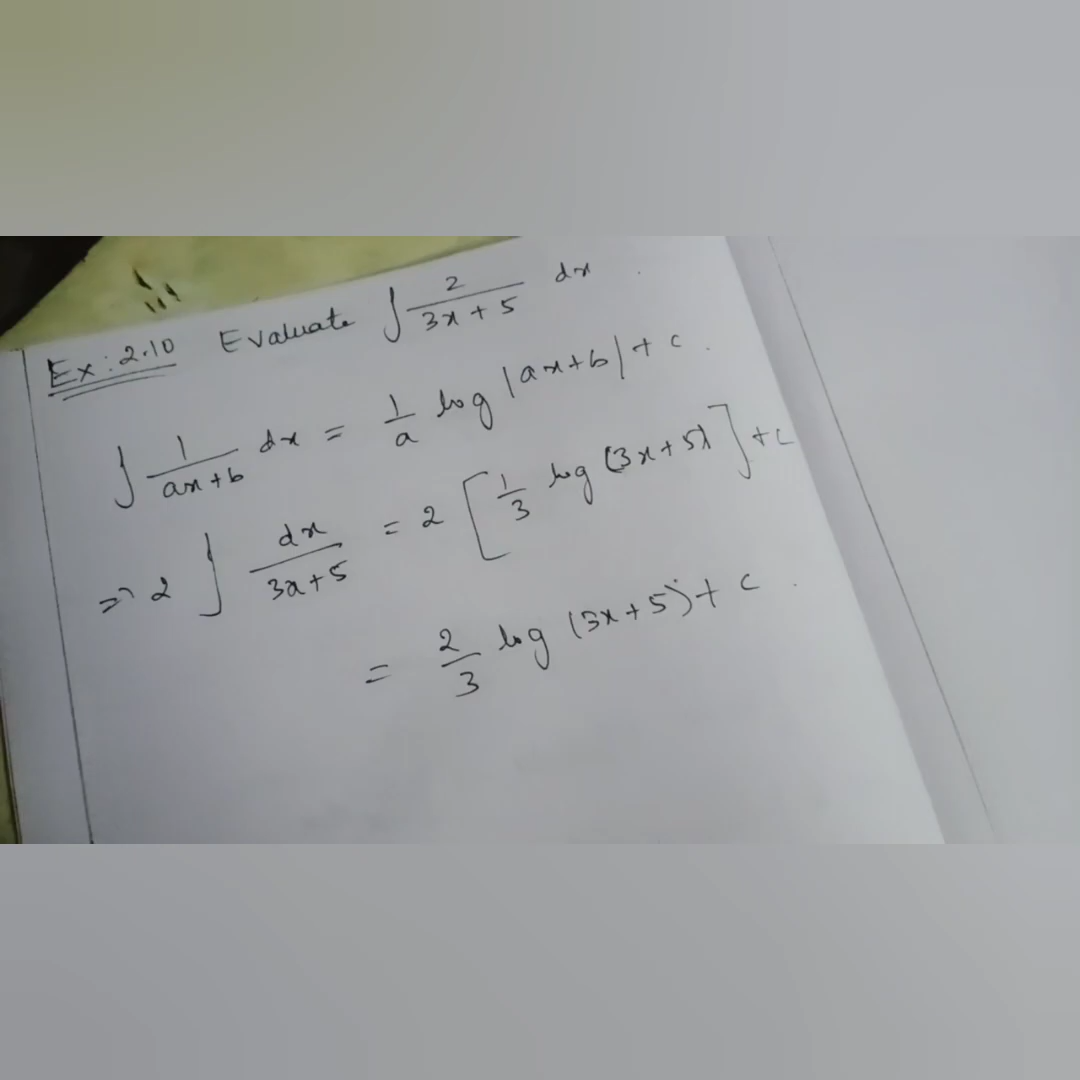 Ex: 2.10 Evaluate ∫ 2/(3x + 5) dx.
∫ 1/(ax+b) dx = 1/a log |ax+b| + c.
⇒ 2 ∫ dx/(3x+5) = 2 [1/3 log (3x+5)] + c
= 2/3 log (3x+5) + c.